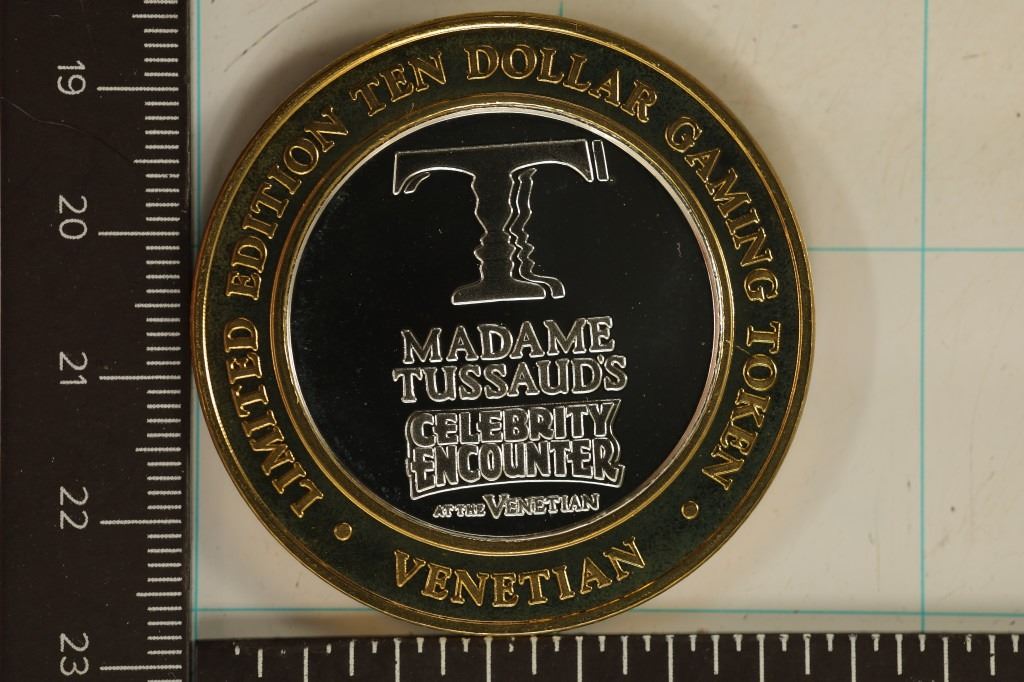 LIMITED EDITION TEN DOLLAR GAMING TOKEN
T
MADAME
TUSSAUD'S
CELEBRITY
ENCOUNTER
AT THE VENETIAN
• VENETIAN •
19
20
21
22
23